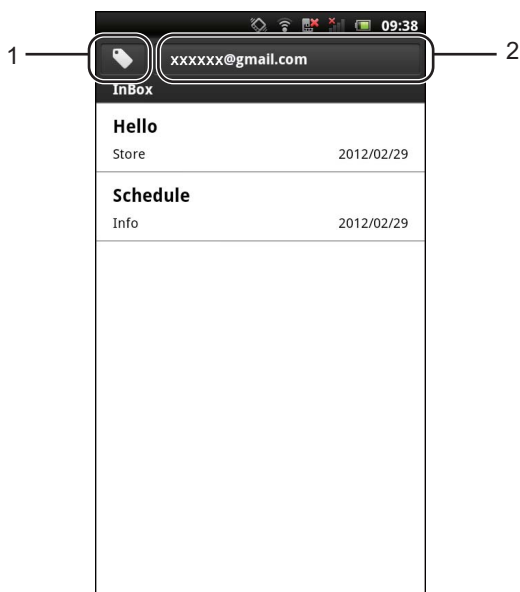 09:38
1
xxxxxx@gmail.com
2
InBox
Hello
Store 2012/02/29
Schedule
Info 2012/02/29